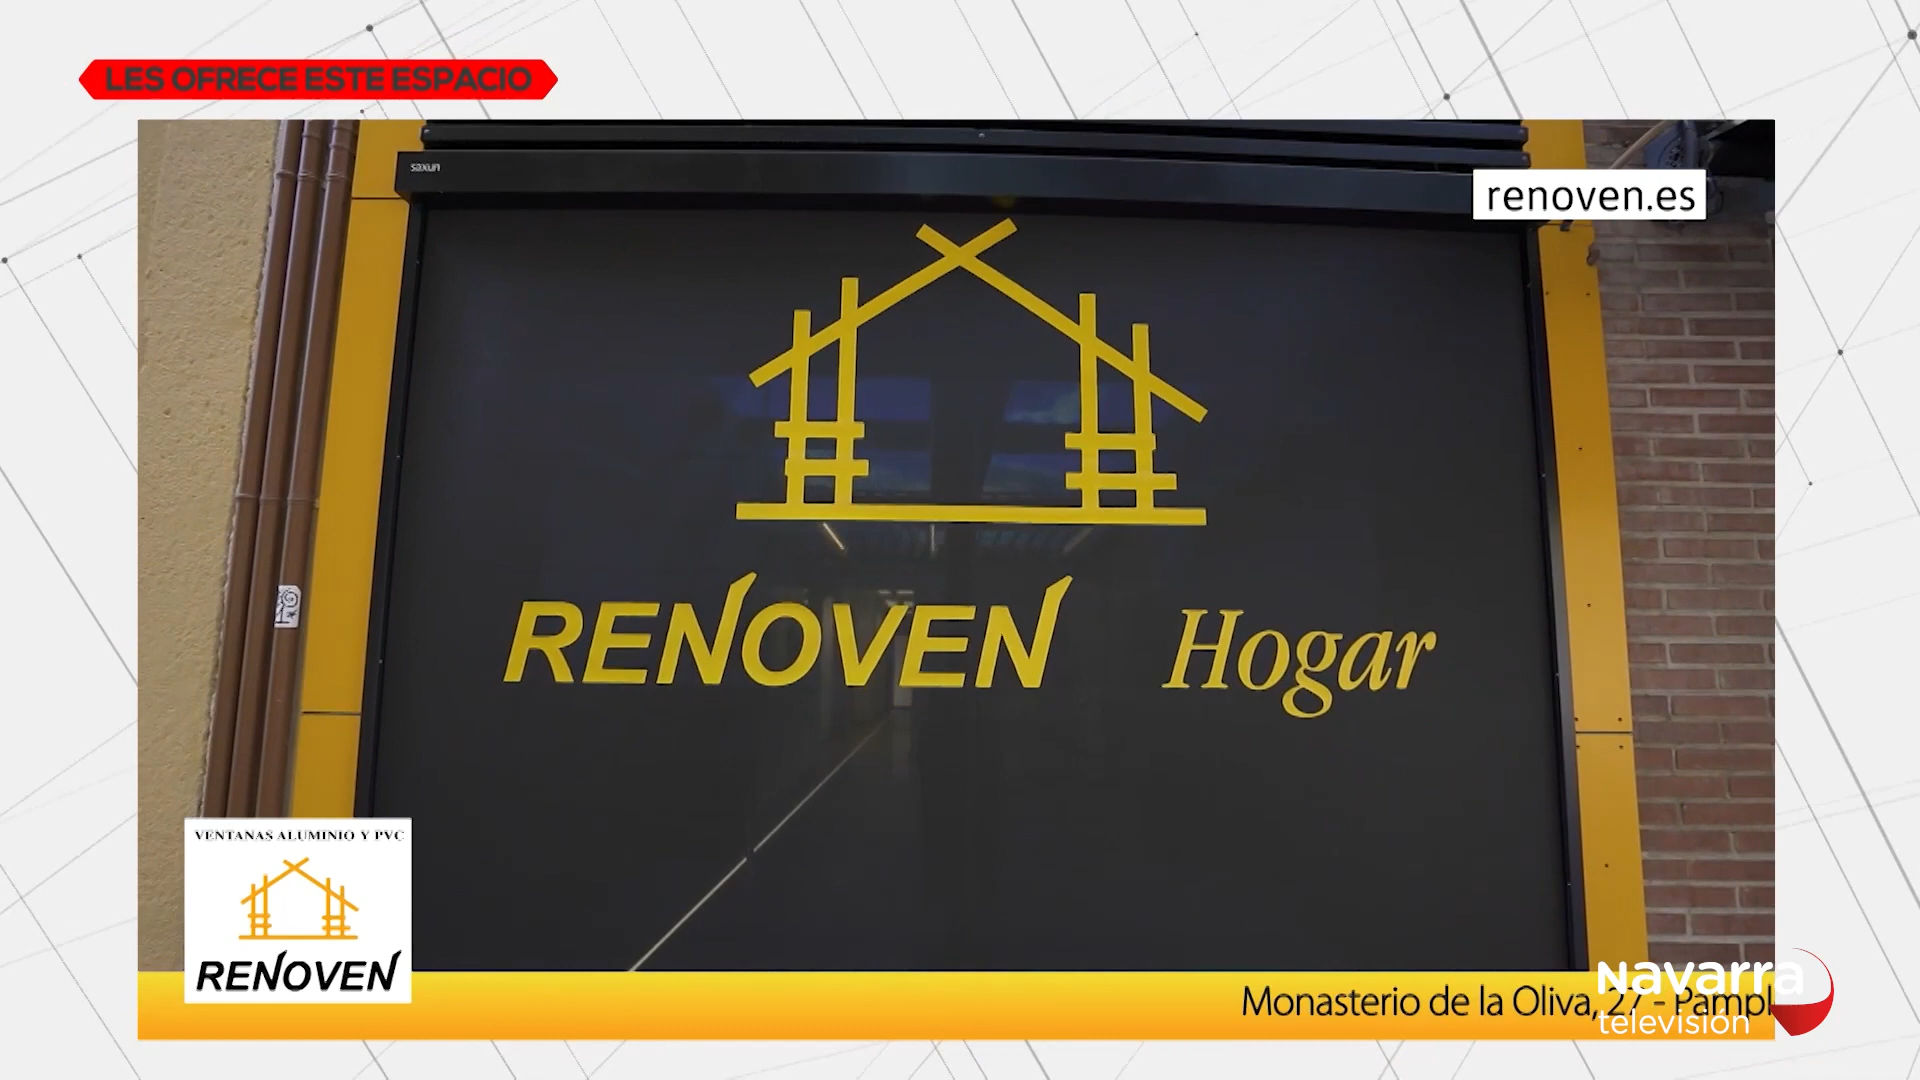 LES OFRECE ESTE ESPACIO
saxun
renoven.es
RENOVEN Hogar
VENTANAS ALUMINIO Y PVC
RENOVEN
Monasterio de la Oliva, 27 - Pampl
Navarra
televisión